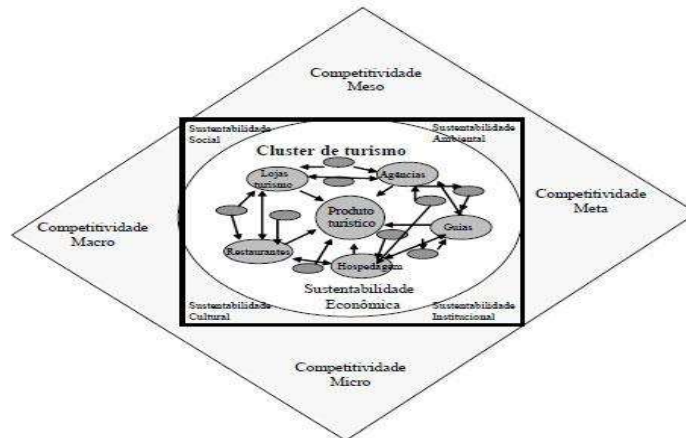 Competitividade
Meso
Sustentabilidade
Social
Sustentabilidade
Ambiental
Cluster de turismo
Lojas
turismo
Agências
Produto
turístico
Competitividade
Meta
Competitividade
Macro
Guias
Restaurantes
Hospedagem
Sustentabilidade
Econômica
Sustentabilidade
Cultural
Sustentabilidade
Institucional
Competitividade
Micro